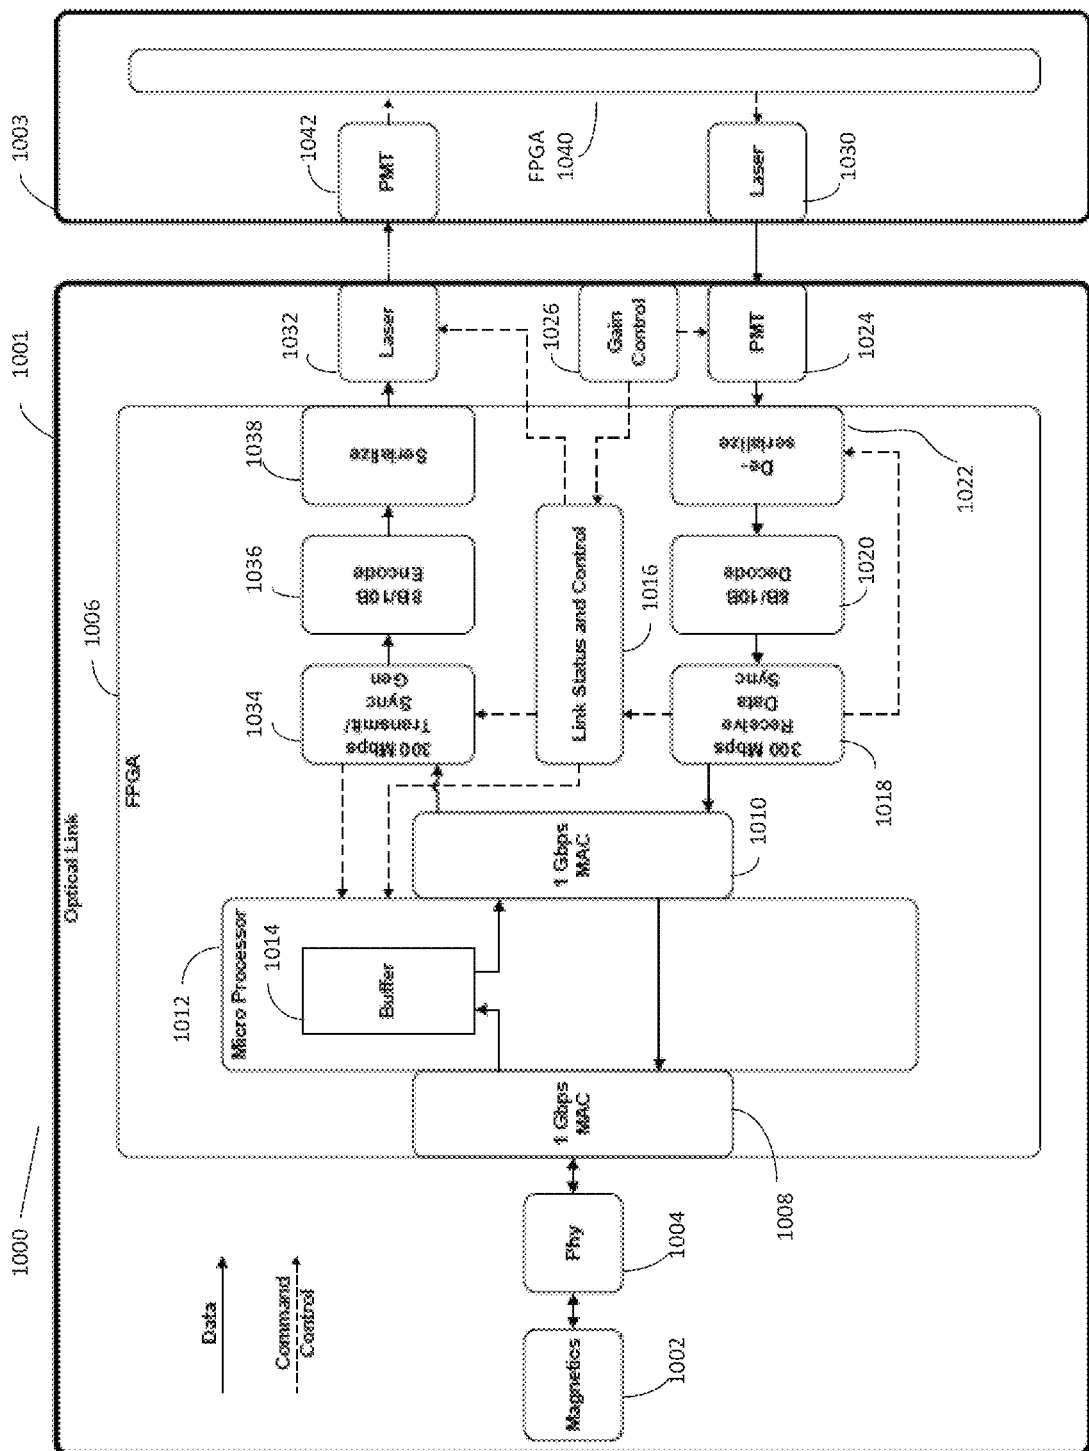 1000
1001
1003
Optical Link
1006
FPGA
1012
Micro Processor
1014
Buffer
Data
Command
Control
Magnetics
1002
Phy
1004
1 Gbps
MAC
1008
1 Gbps
MAC
1010
1034
300 Mbps
Transmit/
Sync
Gen
1036
8B/10B
Encode
1038
Serialize
1032
Laser
1042
PMT
Link Status and Control
1016
1026
Gain
Control
300 Mbps
Receive
Data
Sync
1018
8B/10B
Decode
1020
De-
serialize
1022
PMT
1024
FPGA
1040
Laser
1030